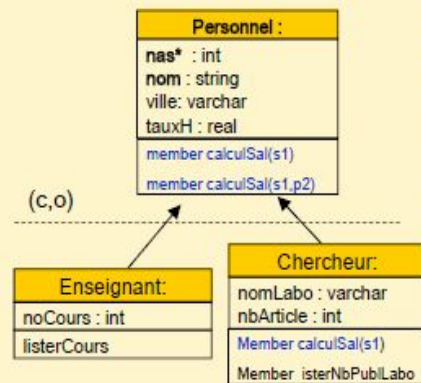 Personnel :
nas* : int
nom : string
ville: varchar
tauxH : real
member calculSal(s1)
member calculSal(s1,p2)
(c,o)
Enseignant:
noCours : int
listerCours
Chercheur:
nomLabo : varchar
nbArticle : int
Member calculSal(s1)
Member isterNbPublLabo